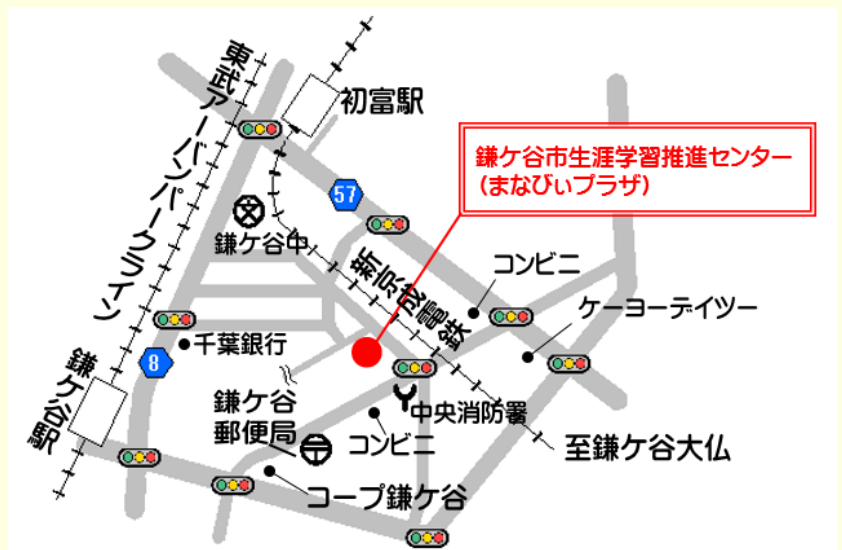 東武アーバンパークライン
初富駅
鎌ケ谷市生涯学習推進センター
(まなびぃプラザ)
57
文
鎌ケ谷中
新京成電鉄
コンビニ
ケーヨーデイツー
千葉銀行
8
鎌ケ谷駅
鎌ケ谷
郵便局
中央消防署
コンビニ
至鎌ケ谷大仏
コープ鎌ケ谷